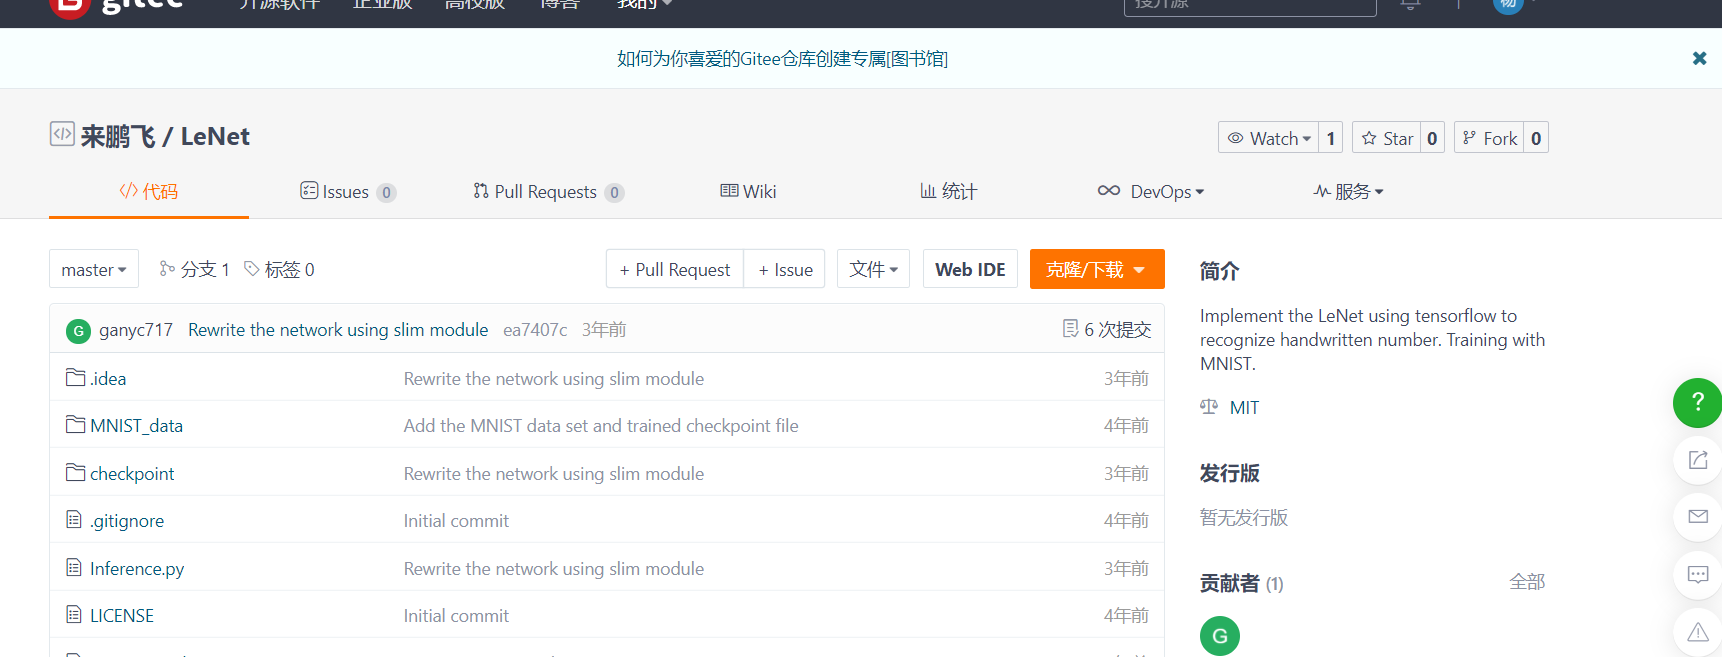 gitee 开源软件 企业版 高校版 博客 我的 搜开源 杨
如何为你喜爱的Gitee仓库创建专属[图书馆]
来鹏飞 / LeNet Watch 1 Star 0 Fork 0
代码 Issues 0 Pull Requests 0 Wiki 统计 DevOps 服务
master 分支 1 标签 0 + Pull Request + Issue 文件 Web IDE 克隆/下载
G ganyc717 Rewrite the network using slim module ea7407c 3年前 6 次提交
.idea Rewrite the network using slim module 3年前
MNIST_data Add the MNIST data set and trained checkpoint file 4年前
checkpoint Rewrite the network using slim module 3年前
.gitignore Initial commit 4年前
Inference.py Rewrite the network using slim module 3年前
LICENSE Initial commit 4年前
简介
Implement the LeNet using tensorflow to
recognize handwritten number. Training with
MNIST.
MIT
发行版
暂无发行版
贡献者 (1) 全部
G
?